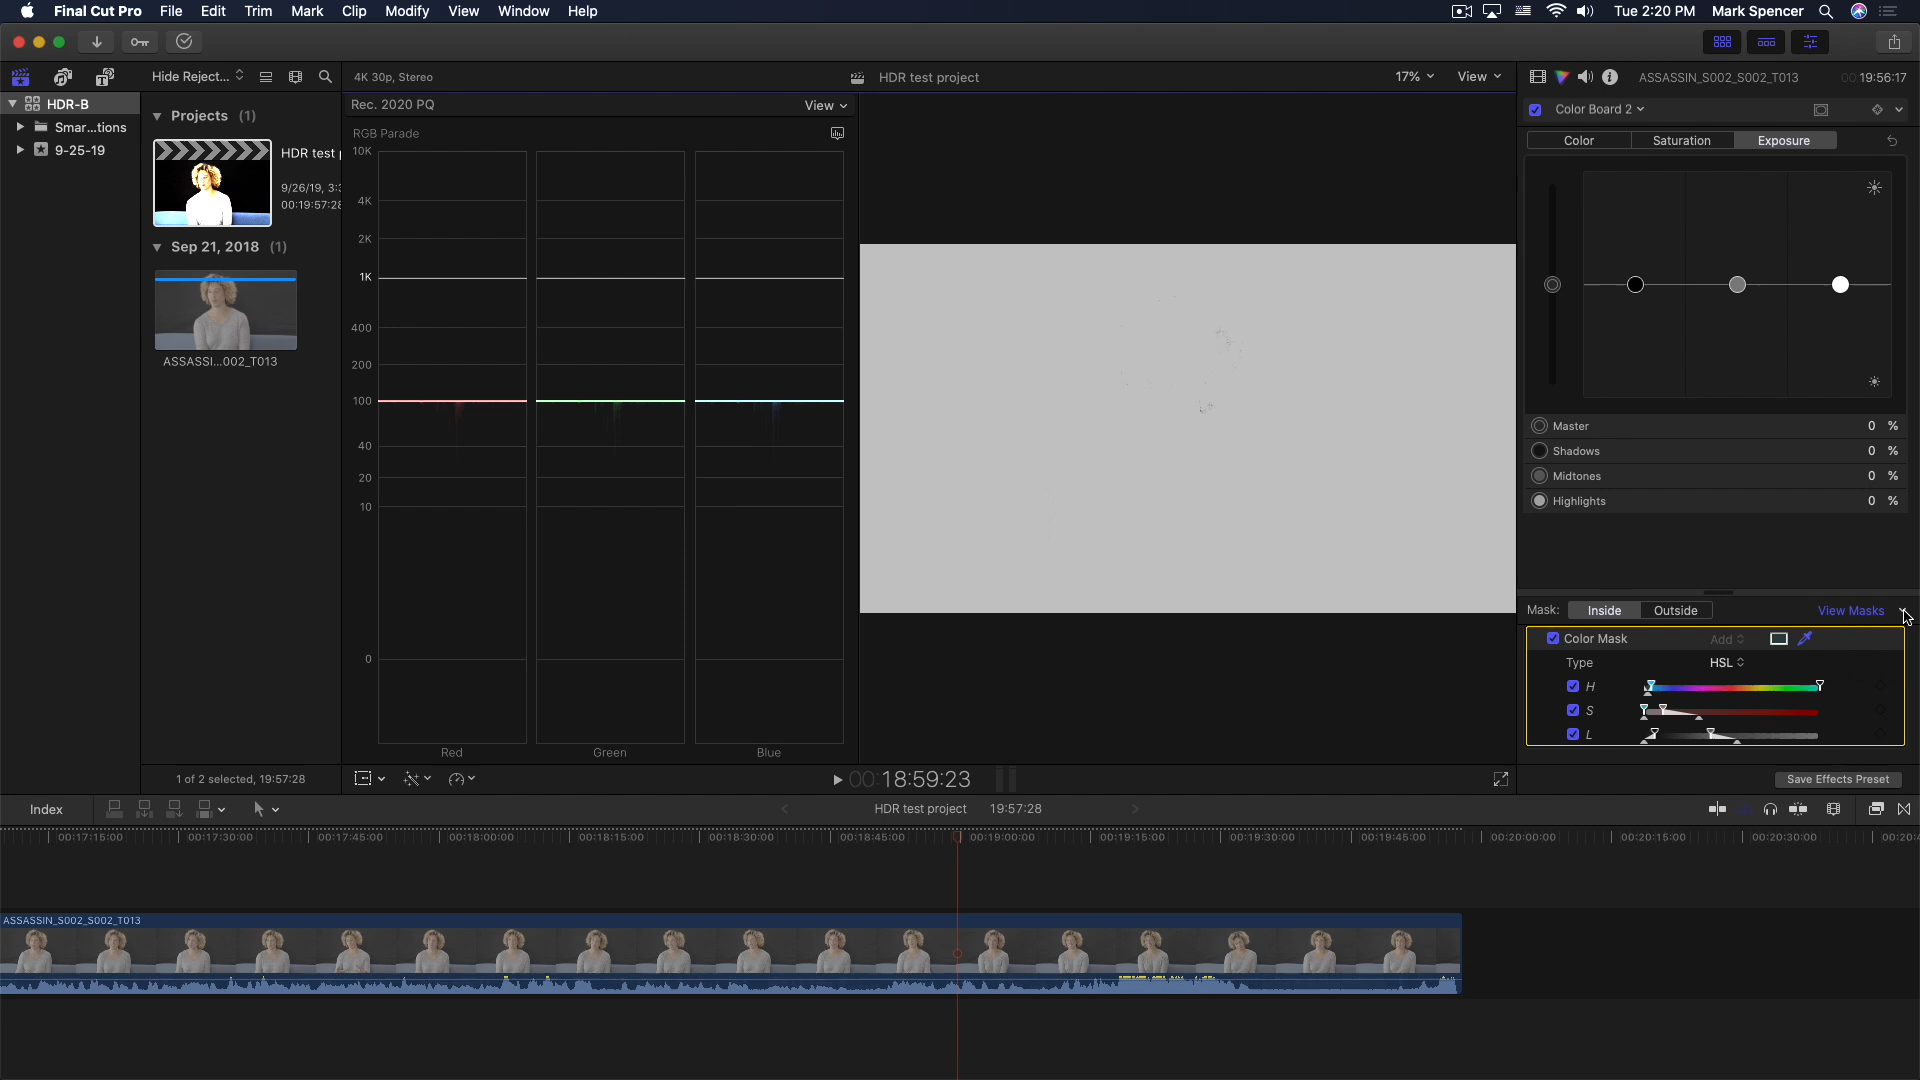 Final Cut Pro File Edit Trim Mark Clip Modify View Window Help Tue 2:20 PM Mark Spencer
Hide Reject... 4K 30p, Stereo HDR test project 17% View ASSASSIN_S002_S002_T013 00:19:56:17
HDR-B
Smar...tions
9-25-19
Projects (1)
HDR test p
9/26/19, 3:3
00:19:57:28
Sep 21, 2018 (1)
ASSASSI...002_T013
1 of 2 selected, 19:57:28
Rec. 2020 PQ View
RGB Parade
10K
4K
2K
1K
400
200
100
40
20
10
0
Red Green Blue
00:18:59:23
Color Board 2
Color Saturation Exposure
Master 0 %
Shadows 0 %
Midtones 0 %
Highlights 0 %
Mask: Inside Outside View Masks
Color Mask Add
Type HSL
H
S
L
Save Effects Preset
Index HDR test project 19:57:28
00:17:15:00 00:17:30:00 00:17:45:00 00:18:00:00 00:18:15:00 00:18:30:00 00:18:45:00 00:19:00:00 00:19:15:00 00:19:30:00 00:19:45:00 00:20:00:00 00:20:15:00 00:20:30:00 00:20:4
ASSASSIN_S002_S002_T013